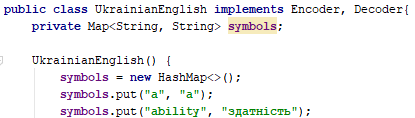 public class UkrainianEnglish implements Encoder, Decoder{
private Map<String, String> symbols;
UkrainianEnglish() {
symbols = new HashMap<>();
symbols.put("a", "а");
symbols.put("ability", "здатність");